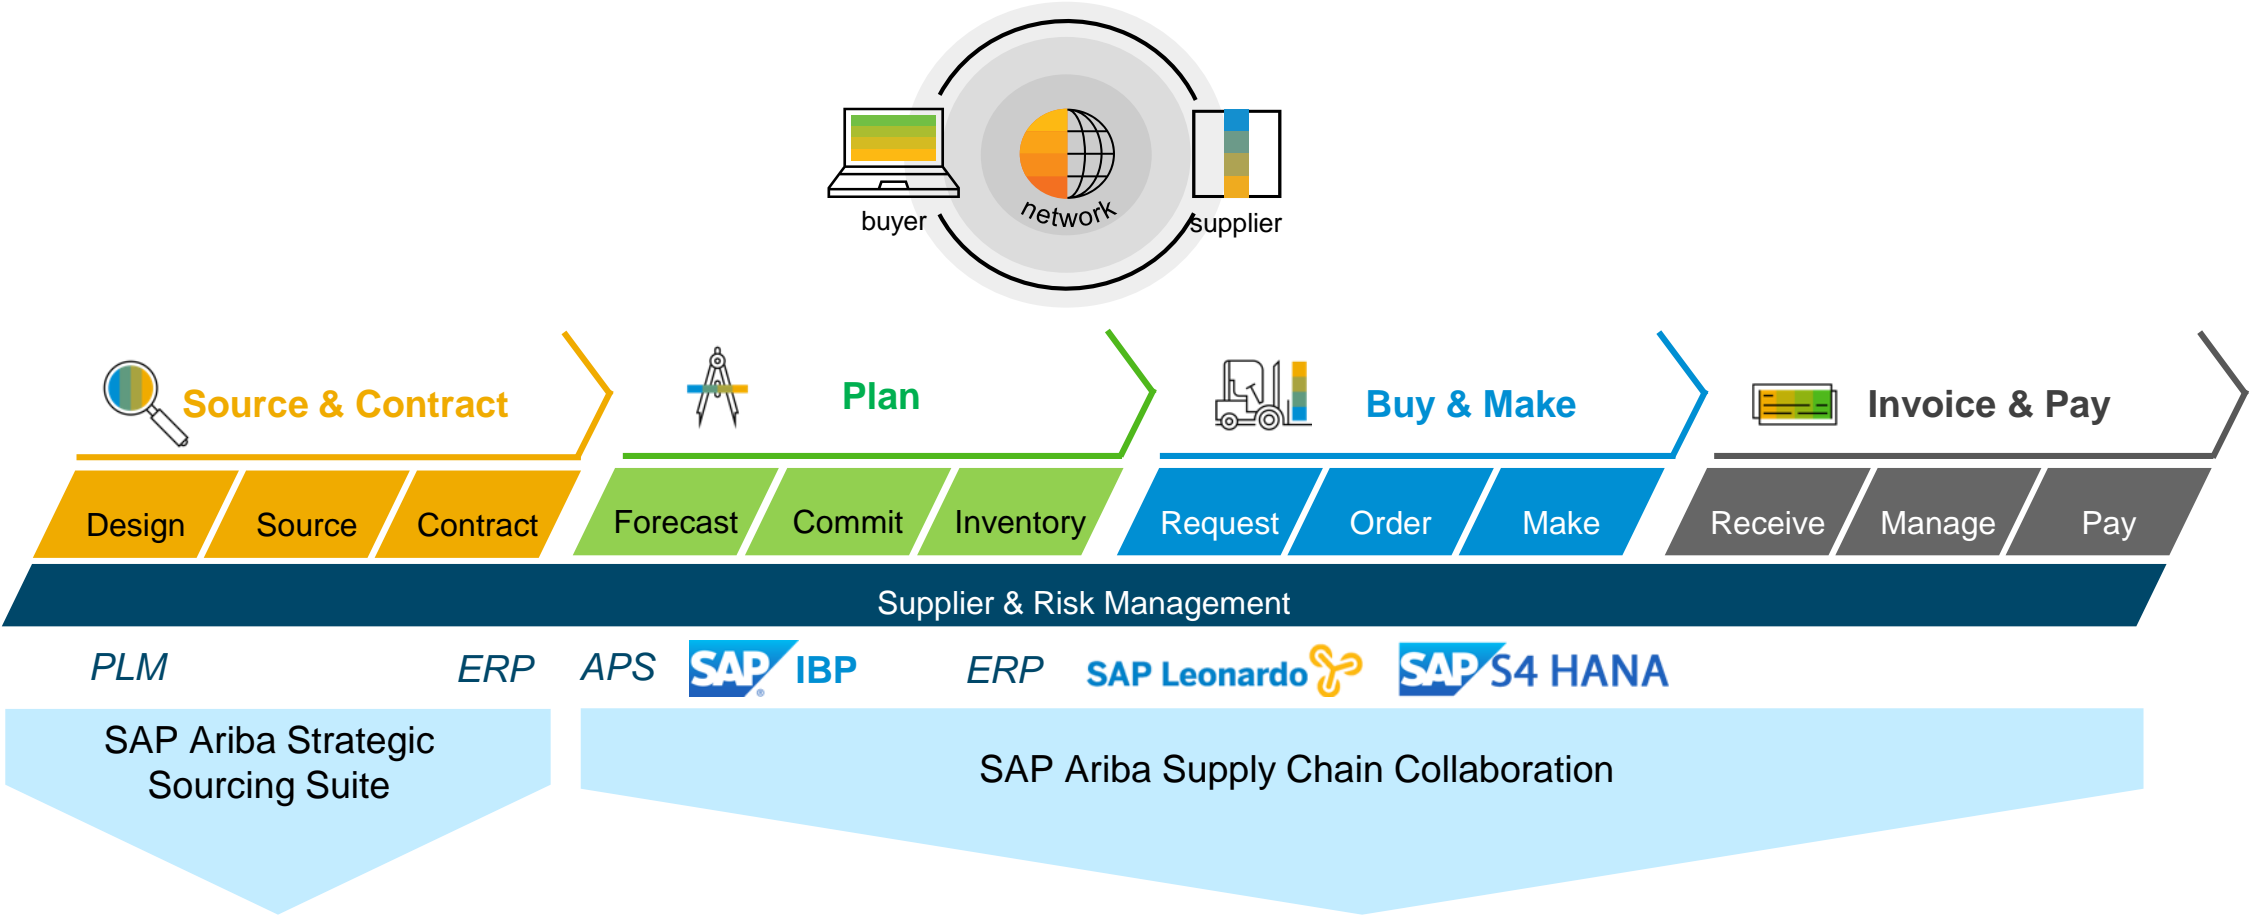 buyer
network
supplier
Source & Contract
Plan
Buy & Make
Invoice & Pay
Design
Source
Contract
Forecast
Commit
Inventory
Request
Order
Make
Receive
Manage
Pay
Supplier & Risk Management
PLM
ERP
APS
SAP® IBP
ERP
SAP Leonardo
SAP S4 HANA
SAP Ariba Strategic
Sourcing Suite
SAP Ariba Supply Chain Collaboration